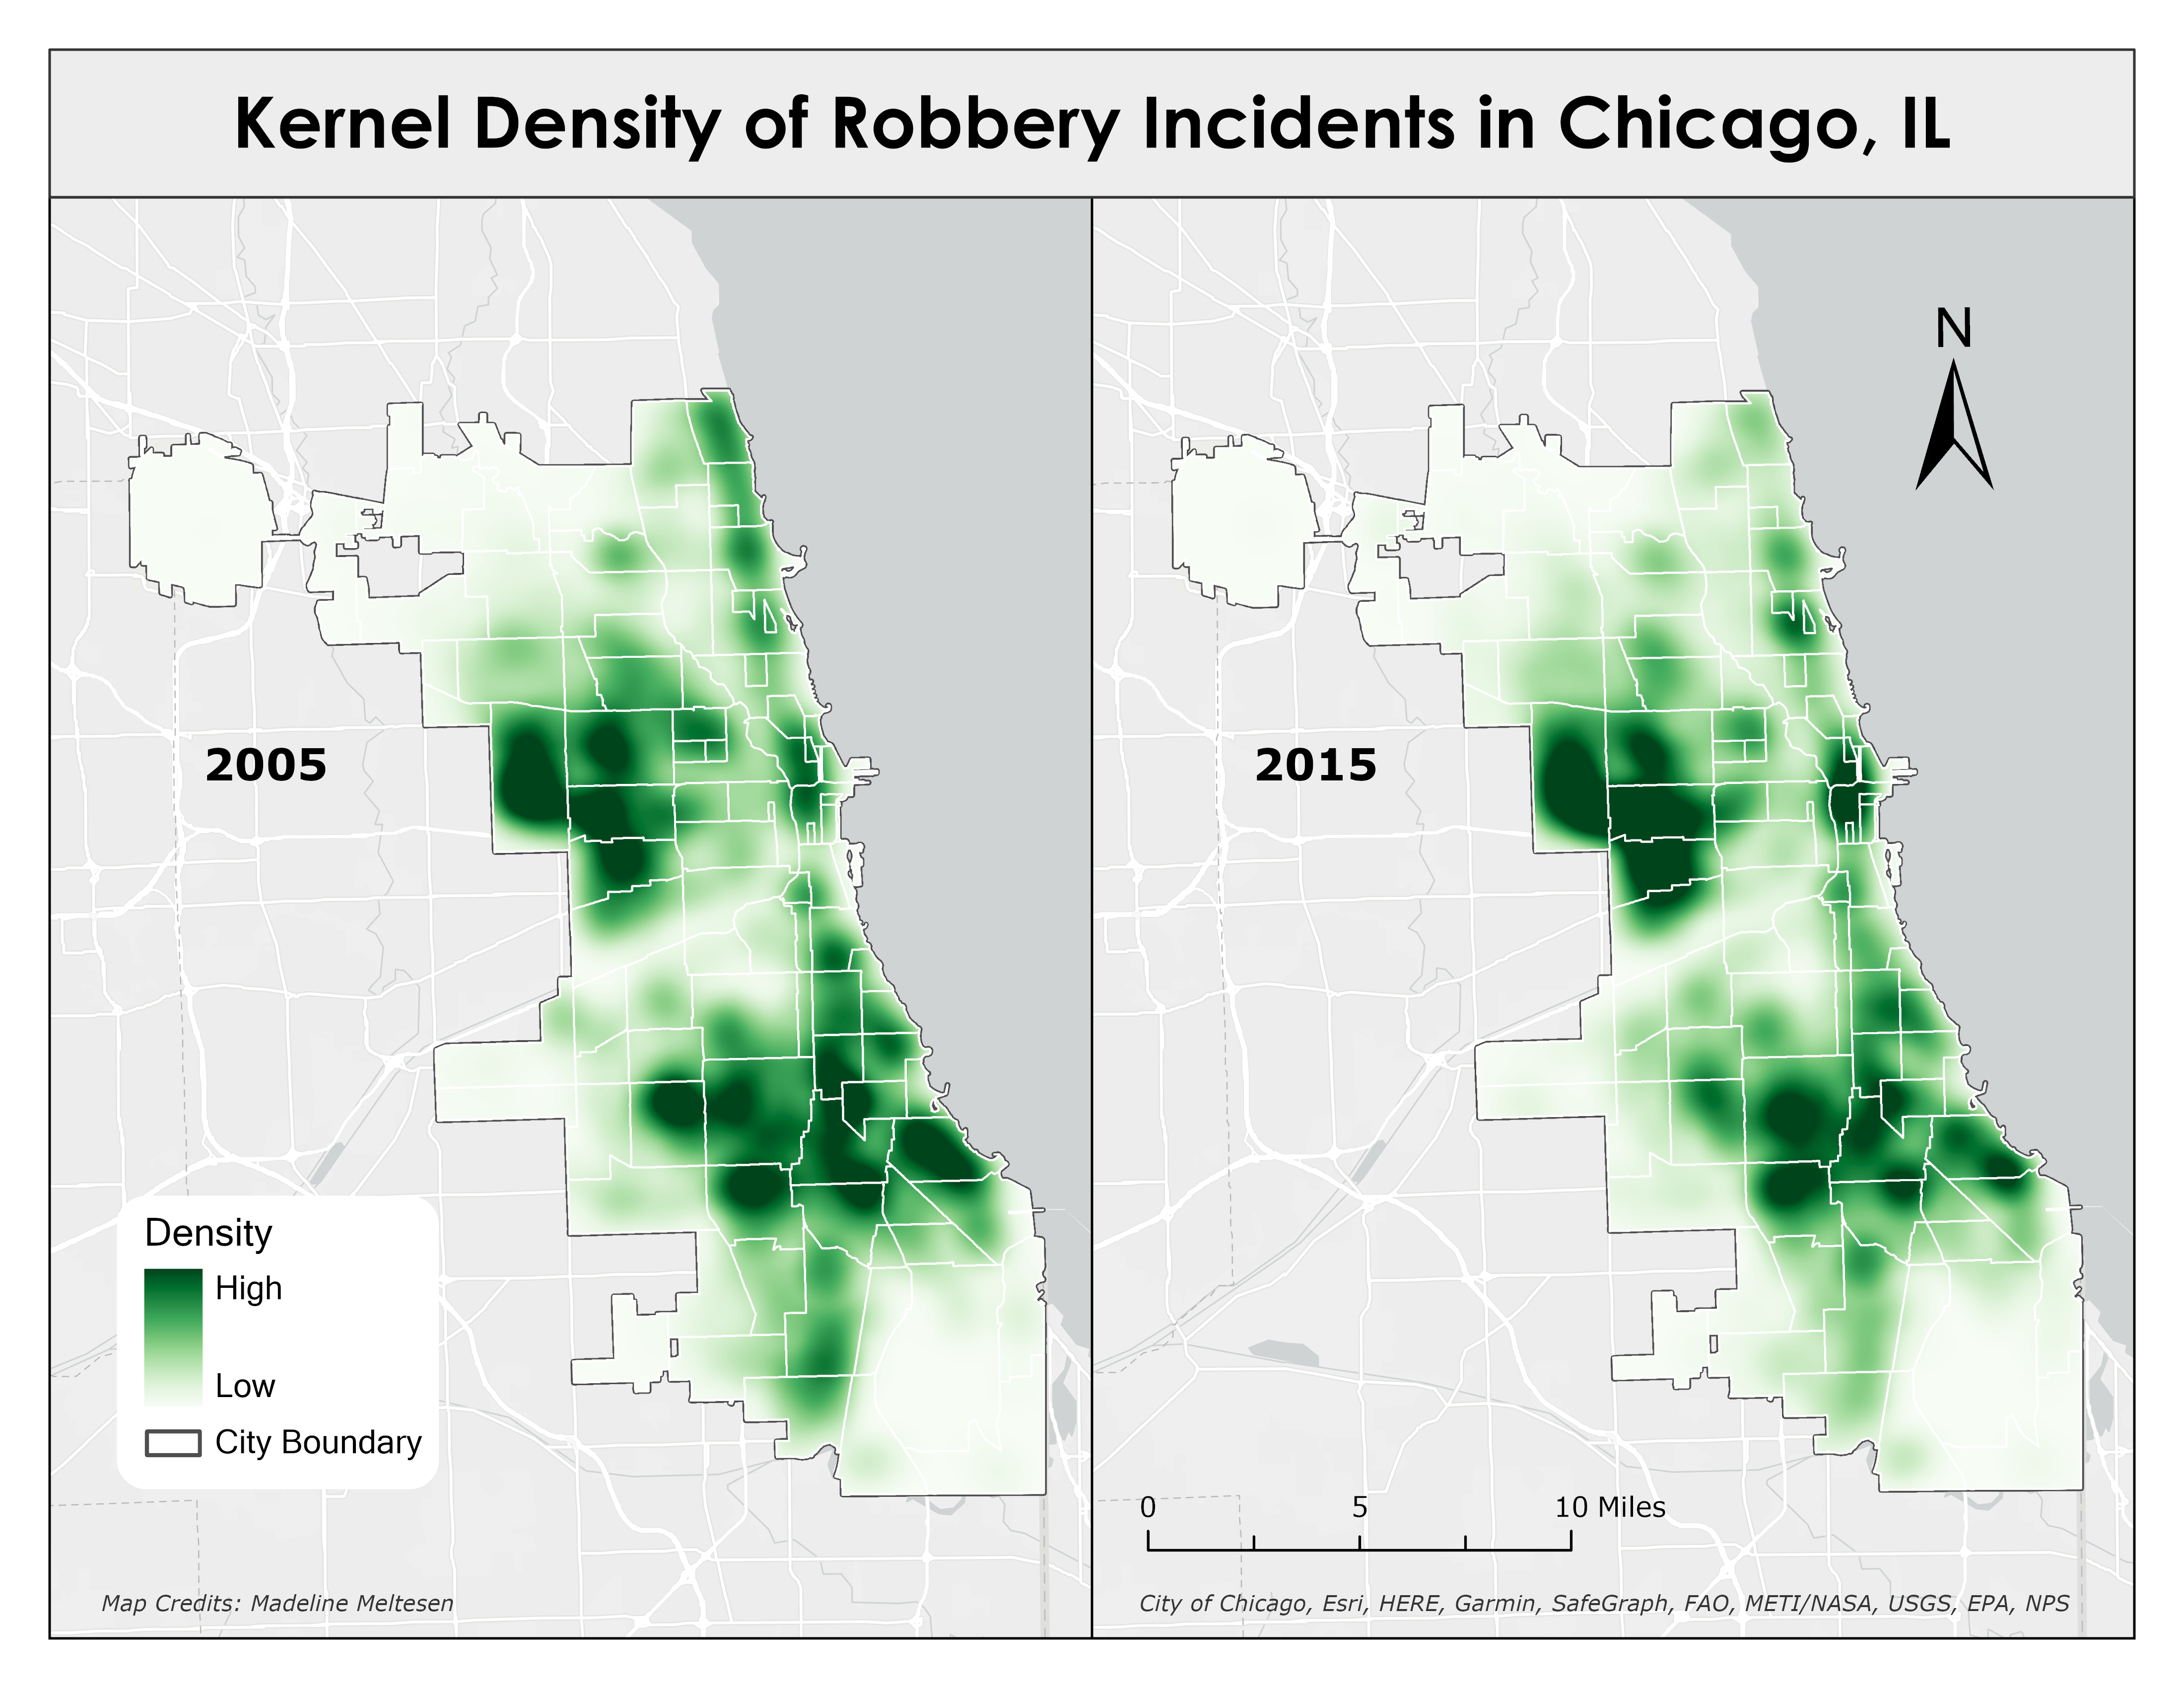 Kernel Density of Robbery Incidents in Chicago, IL
N
2005
2015
Density
High
Low
City Boundary
0 5 10 Miles
Map Credits: Madeline Meltesen
City of Chicago, Esri, HERE, Garmin, SafeGraph, FAO, METI/NASA, USGS, EPA, NPS